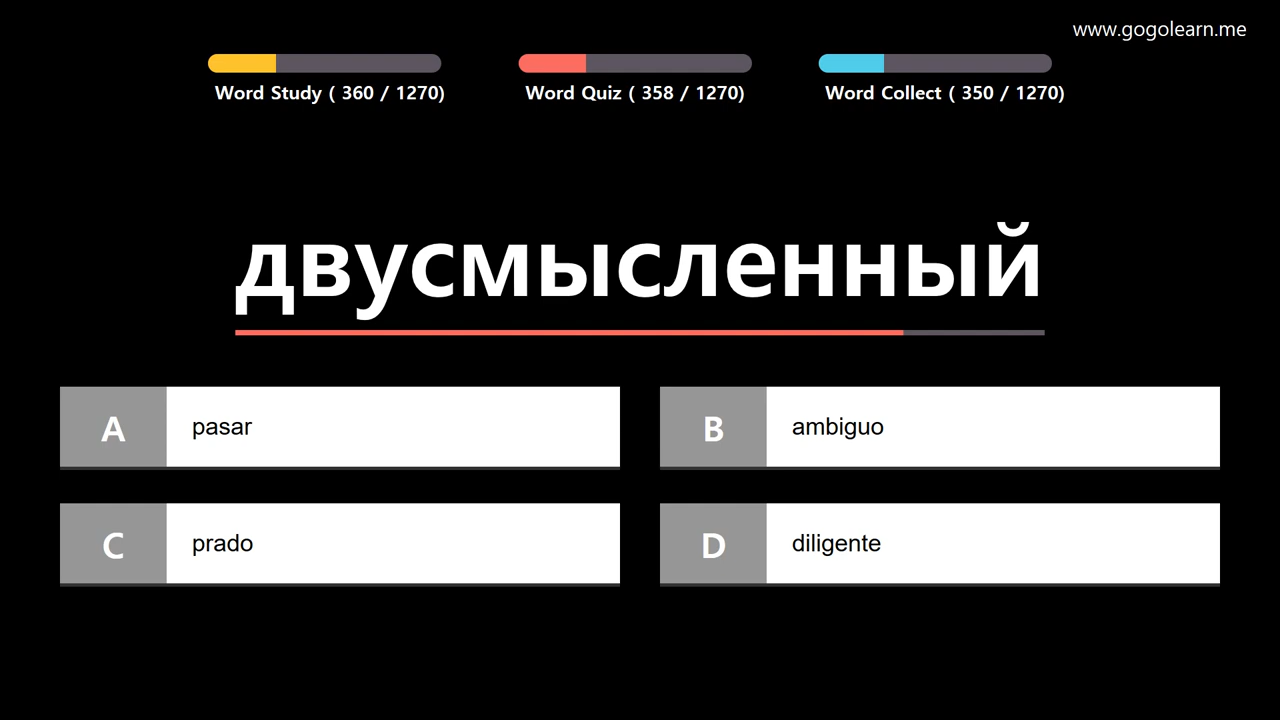 www.gogolearn.me
Word Study ( 360 / 1270)
Word Quiz ( 358 / 1270)
Word Collect ( 350 / 1270)
двусмысленный
A pasar
B ambiguo
C prado
D diligente